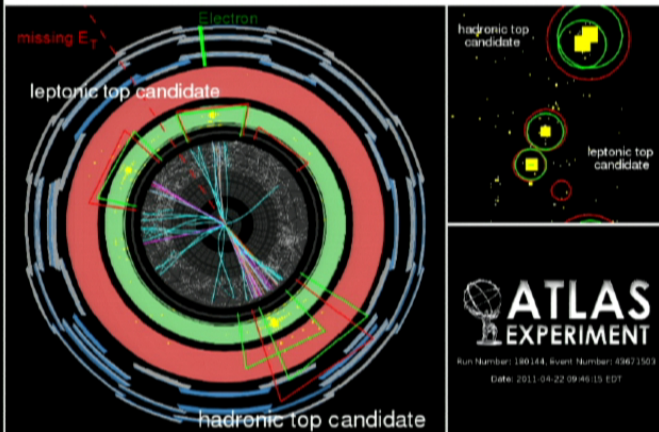 Electron
missing E_T
leptonic top candidate
hadronic top candidate
hadronic top
candidate
leptonic top
candidate
ATLAS
EXPERIMENT
Run Number: 180144, Event Number: 43671503
Date: 2011-04-22 09:46:15 EDT